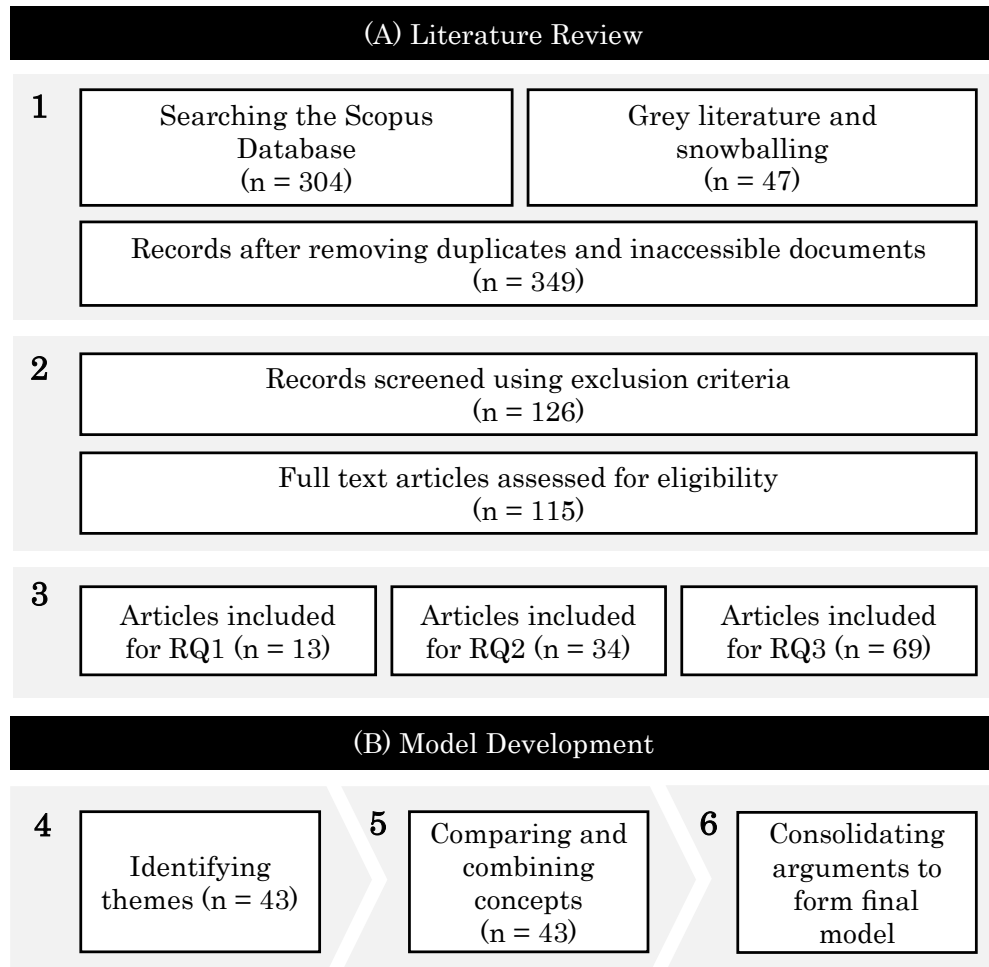 (A) Literature Review
1
Searching the Scopus
Database
(n = 304)
Grey literature and
snowballing
(n = 47)
Records after removing duplicates and inaccessible documents
(n = 349)
2
Records screened using exclusion criteria
(n = 126)
Full text articles assessed for eligibility
(n = 115)
3
Articles included
for RQ1 (n = 13)
Articles included
for RQ2 (n = 34)
Articles included
for RQ3 (n = 69)
(B) Model Development
4
Identifying
themes (n = 43)
5
Comparing and
combining
concepts
(n = 43)
6
Consolidating
arguments to
form final
model